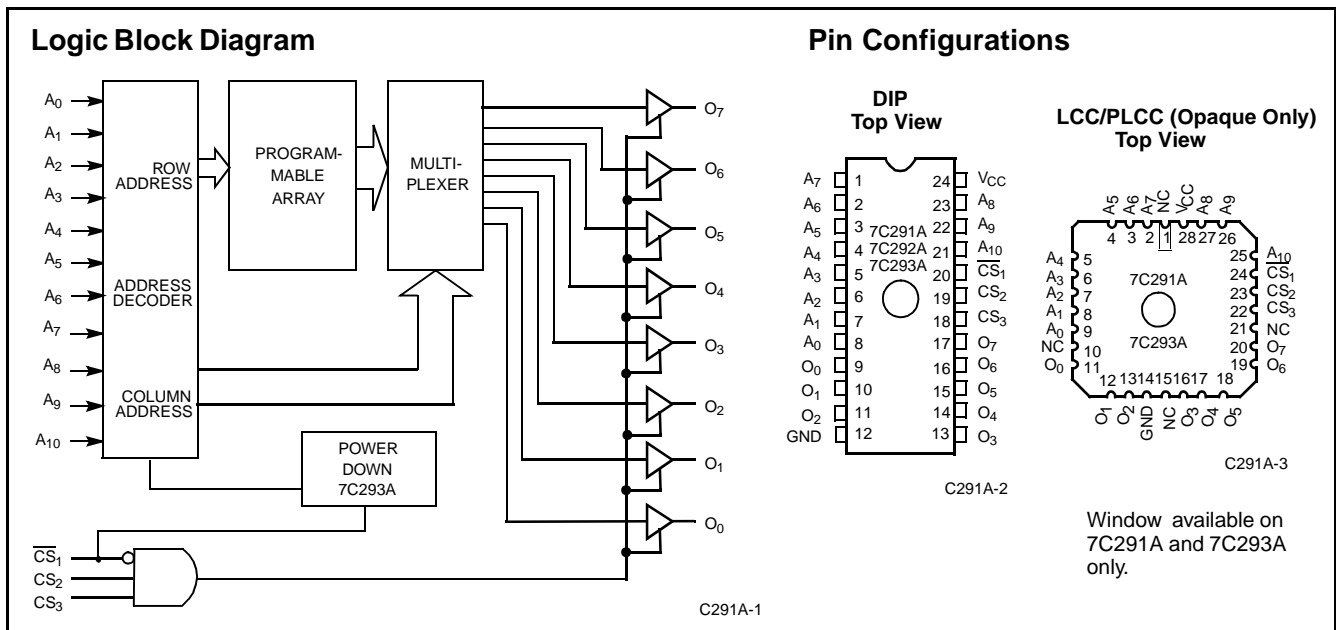 Logic Block Diagram
A0
A1
A2
A3
A4
A5
A6
A7
A8
A9
A10
ROW
ADDRESS
ADDRESS
DECODER
COLUMN
ADDRESS
PROGRAM-
MABLE
ARRAY
MULTI-
PLEXER
POWER
DOWN
7C293A
CS1
CS2
CS3
O7
O6
O5
O4
O3
O2
O1
O0
C291A-1
Pin Configurations
DIP
Top View
A7 1 24 VCC
A6 2 23 A8
A5 3 7C291A 22 A9
A4 4 7C292A 21 A10
A3 5 7C293A 20 CS1
A2 6 19 CS2
A1 7 18 CS3
A0 8 17 O7
O0 9 16 O6
O1 10 15 O5
O2 11 14 O4
GND 12 13 O3
C291A-2
LCC/PLCC (Opaque Only)
Top View
A5 A6 A7 NC VCC A8 A9
4 3 2 1 28 27 26
A4 5 25 A10
A3 6 7C291A 24 CS1
A2 7 23 CS2
A1 8 22 CS3
A0 9 21 NC
NC 10 7C293A 20 O7
O0 11 19 O6
12 13 14 15 16 17 18
O1 O2 GND NC O3 O4 O5
C291A-3
Window available on
7C291A and 7C293A
only.